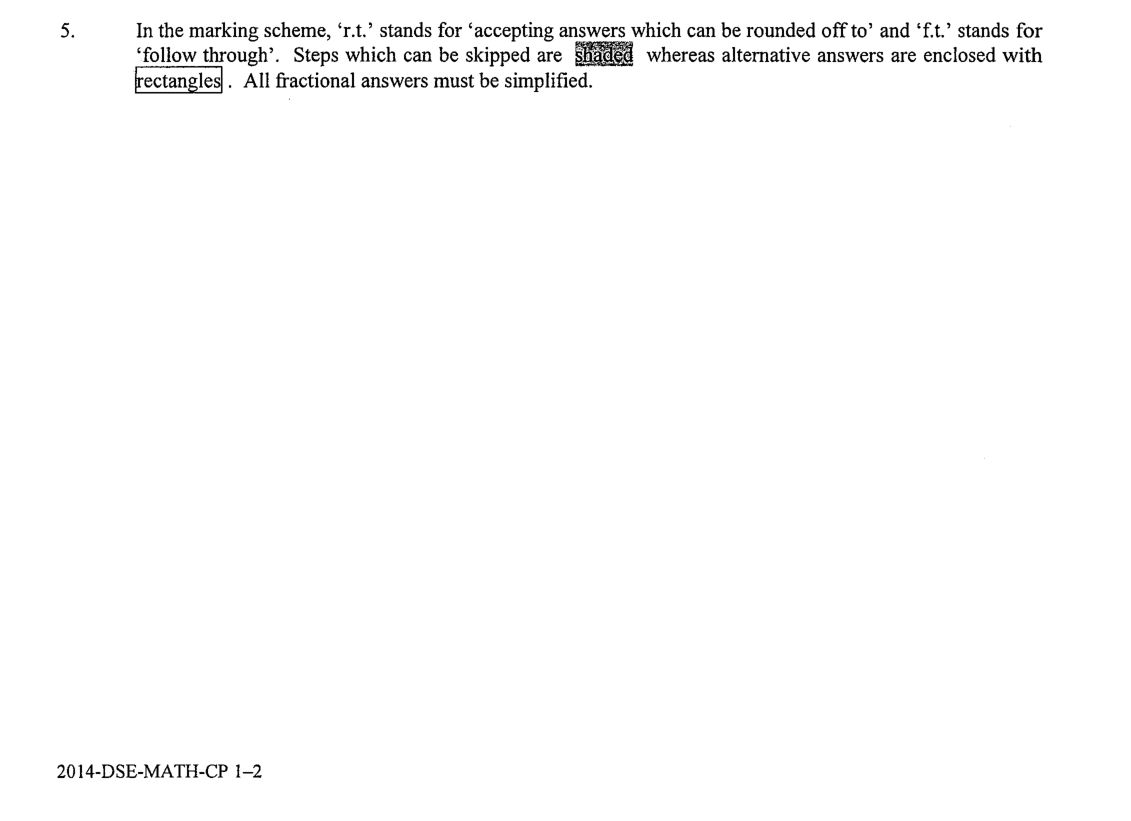 5. In the marking scheme, ‘r.t.’ stands for ‘accepting answers which can be rounded off to’ and ‘f.t.’ stands for
‘follow through’. Steps which can be skipped are shaded whereas alternative answers are enclosed with
rectangles . All fractional answers must be simplified.
2014-DSE-MATH-CP 1–2